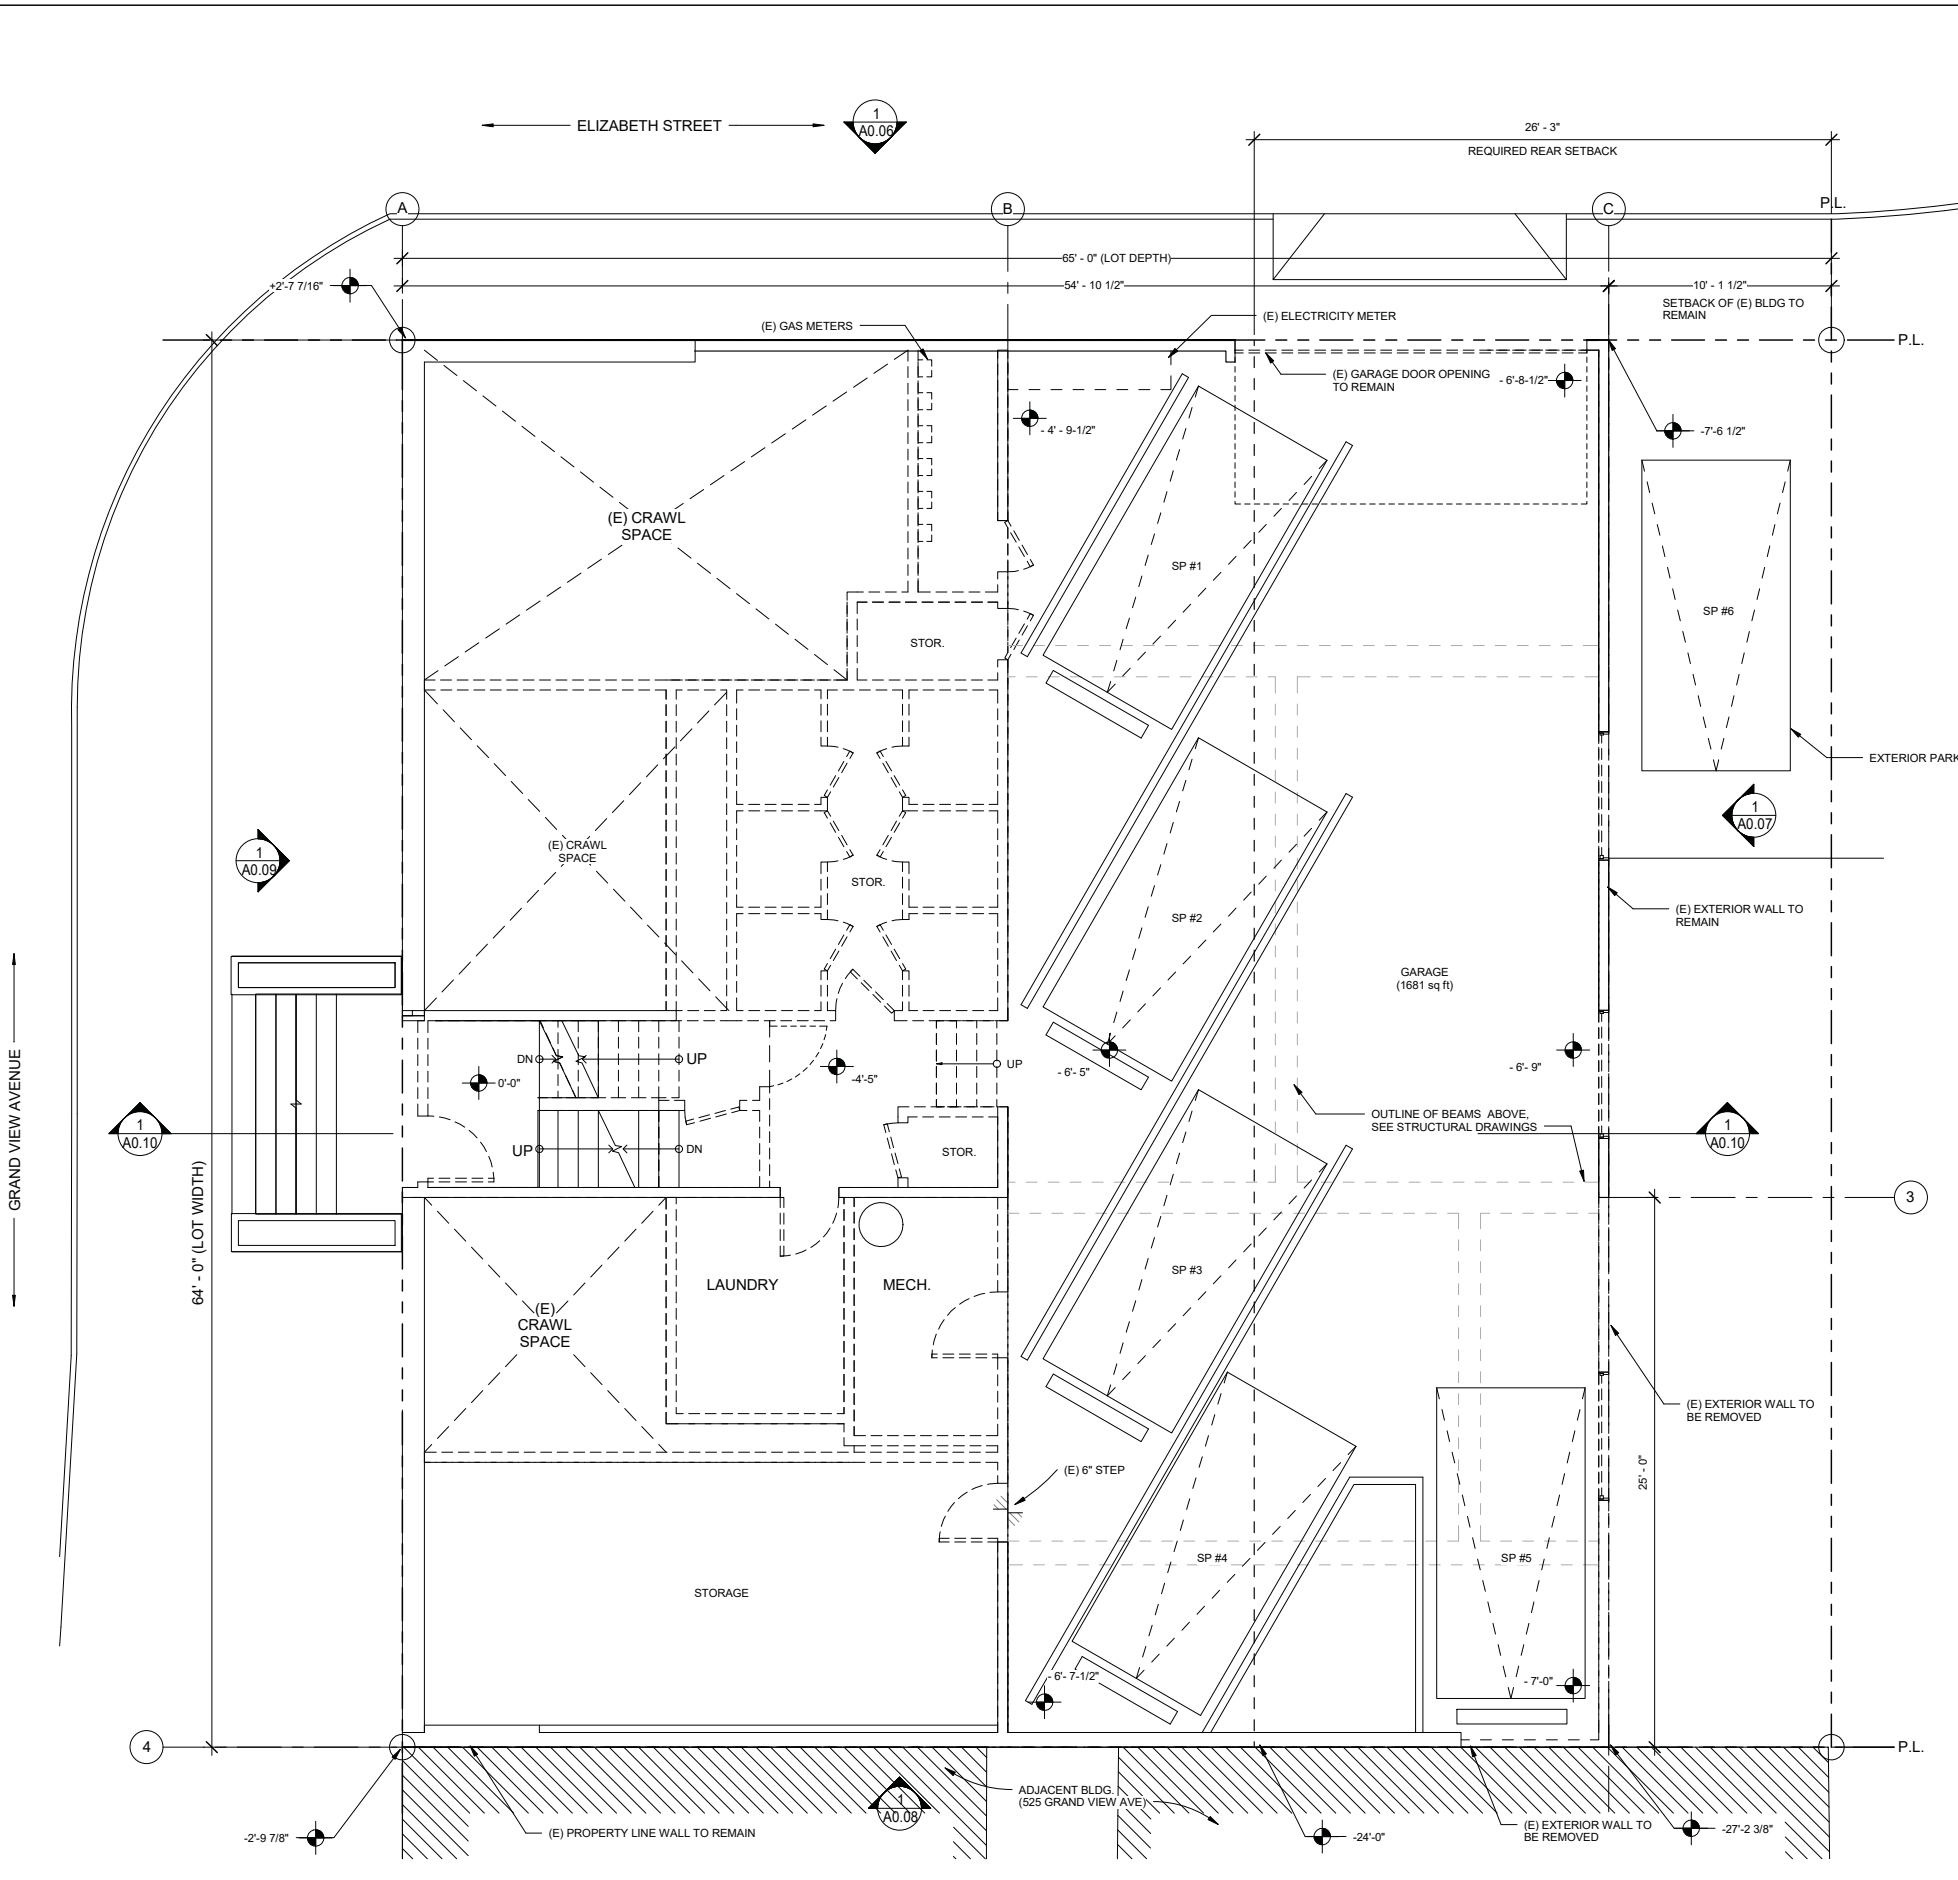 ELIZABETH STREET
1
A0.06
26' - 3"
REQUIRED REAR SETBACK
A
B
C
P.L.
65' - 0" (LOT DEPTH)
+2'-7 7/16"
54' - 10 1/2"
10' - 1 1/2"
SETBACK OF (E) BLDG TO
REMAIN
(E) GAS METERS
(E) ELECTRICITY METER
P.L.
(E) GARAGE DOOR OPENING
TO REMAIN
- 6'-8-1/2"
- 4' - 9-1/2"
-7'-6 1/2"
(E) CRAWL
SPACE
SP #1
SP #6
STOR.
EXTERIOR PARK
1
A0.07
(E) CRAWL
SPACE
1
A0.09
STOR.
SP #2
(E) EXTERIOR WALL TO
REMAIN
GARAGE
(1681 sq ft)
GRAND VIEW AVENUE
DN
UP
0'-0"
-4'-5"
UP
- 6'- 5"
- 6'- 9"
OUTLINE OF BEAMS ABOVE,
SEE STRUCTURAL DRAWINGS
1
A0.10
1
A0.10
UP
DN
STOR.
64' - 0" (LOT WIDTH)
3
LAUNDRY
MECH.
SP #3
(E)
CRAWL
SPACE
(E) EXTERIOR WALL TO
BE REMOVED
25' - 0"
(E) 6" STEP
STORAGE
SP #4
SP #5
- 6'- 7-1/2"
- 7'-0"
4
P.L.
ADJACENT BLDG.
(525 GRAND VIEW AVE)
1
A0.08
-2'-9 7/8"
(E) PROPERTY LINE WALL TO REMAIN
-24'-0"
(E) EXTERIOR WALL TO
BE REMOVED
-27'-2 3/8"